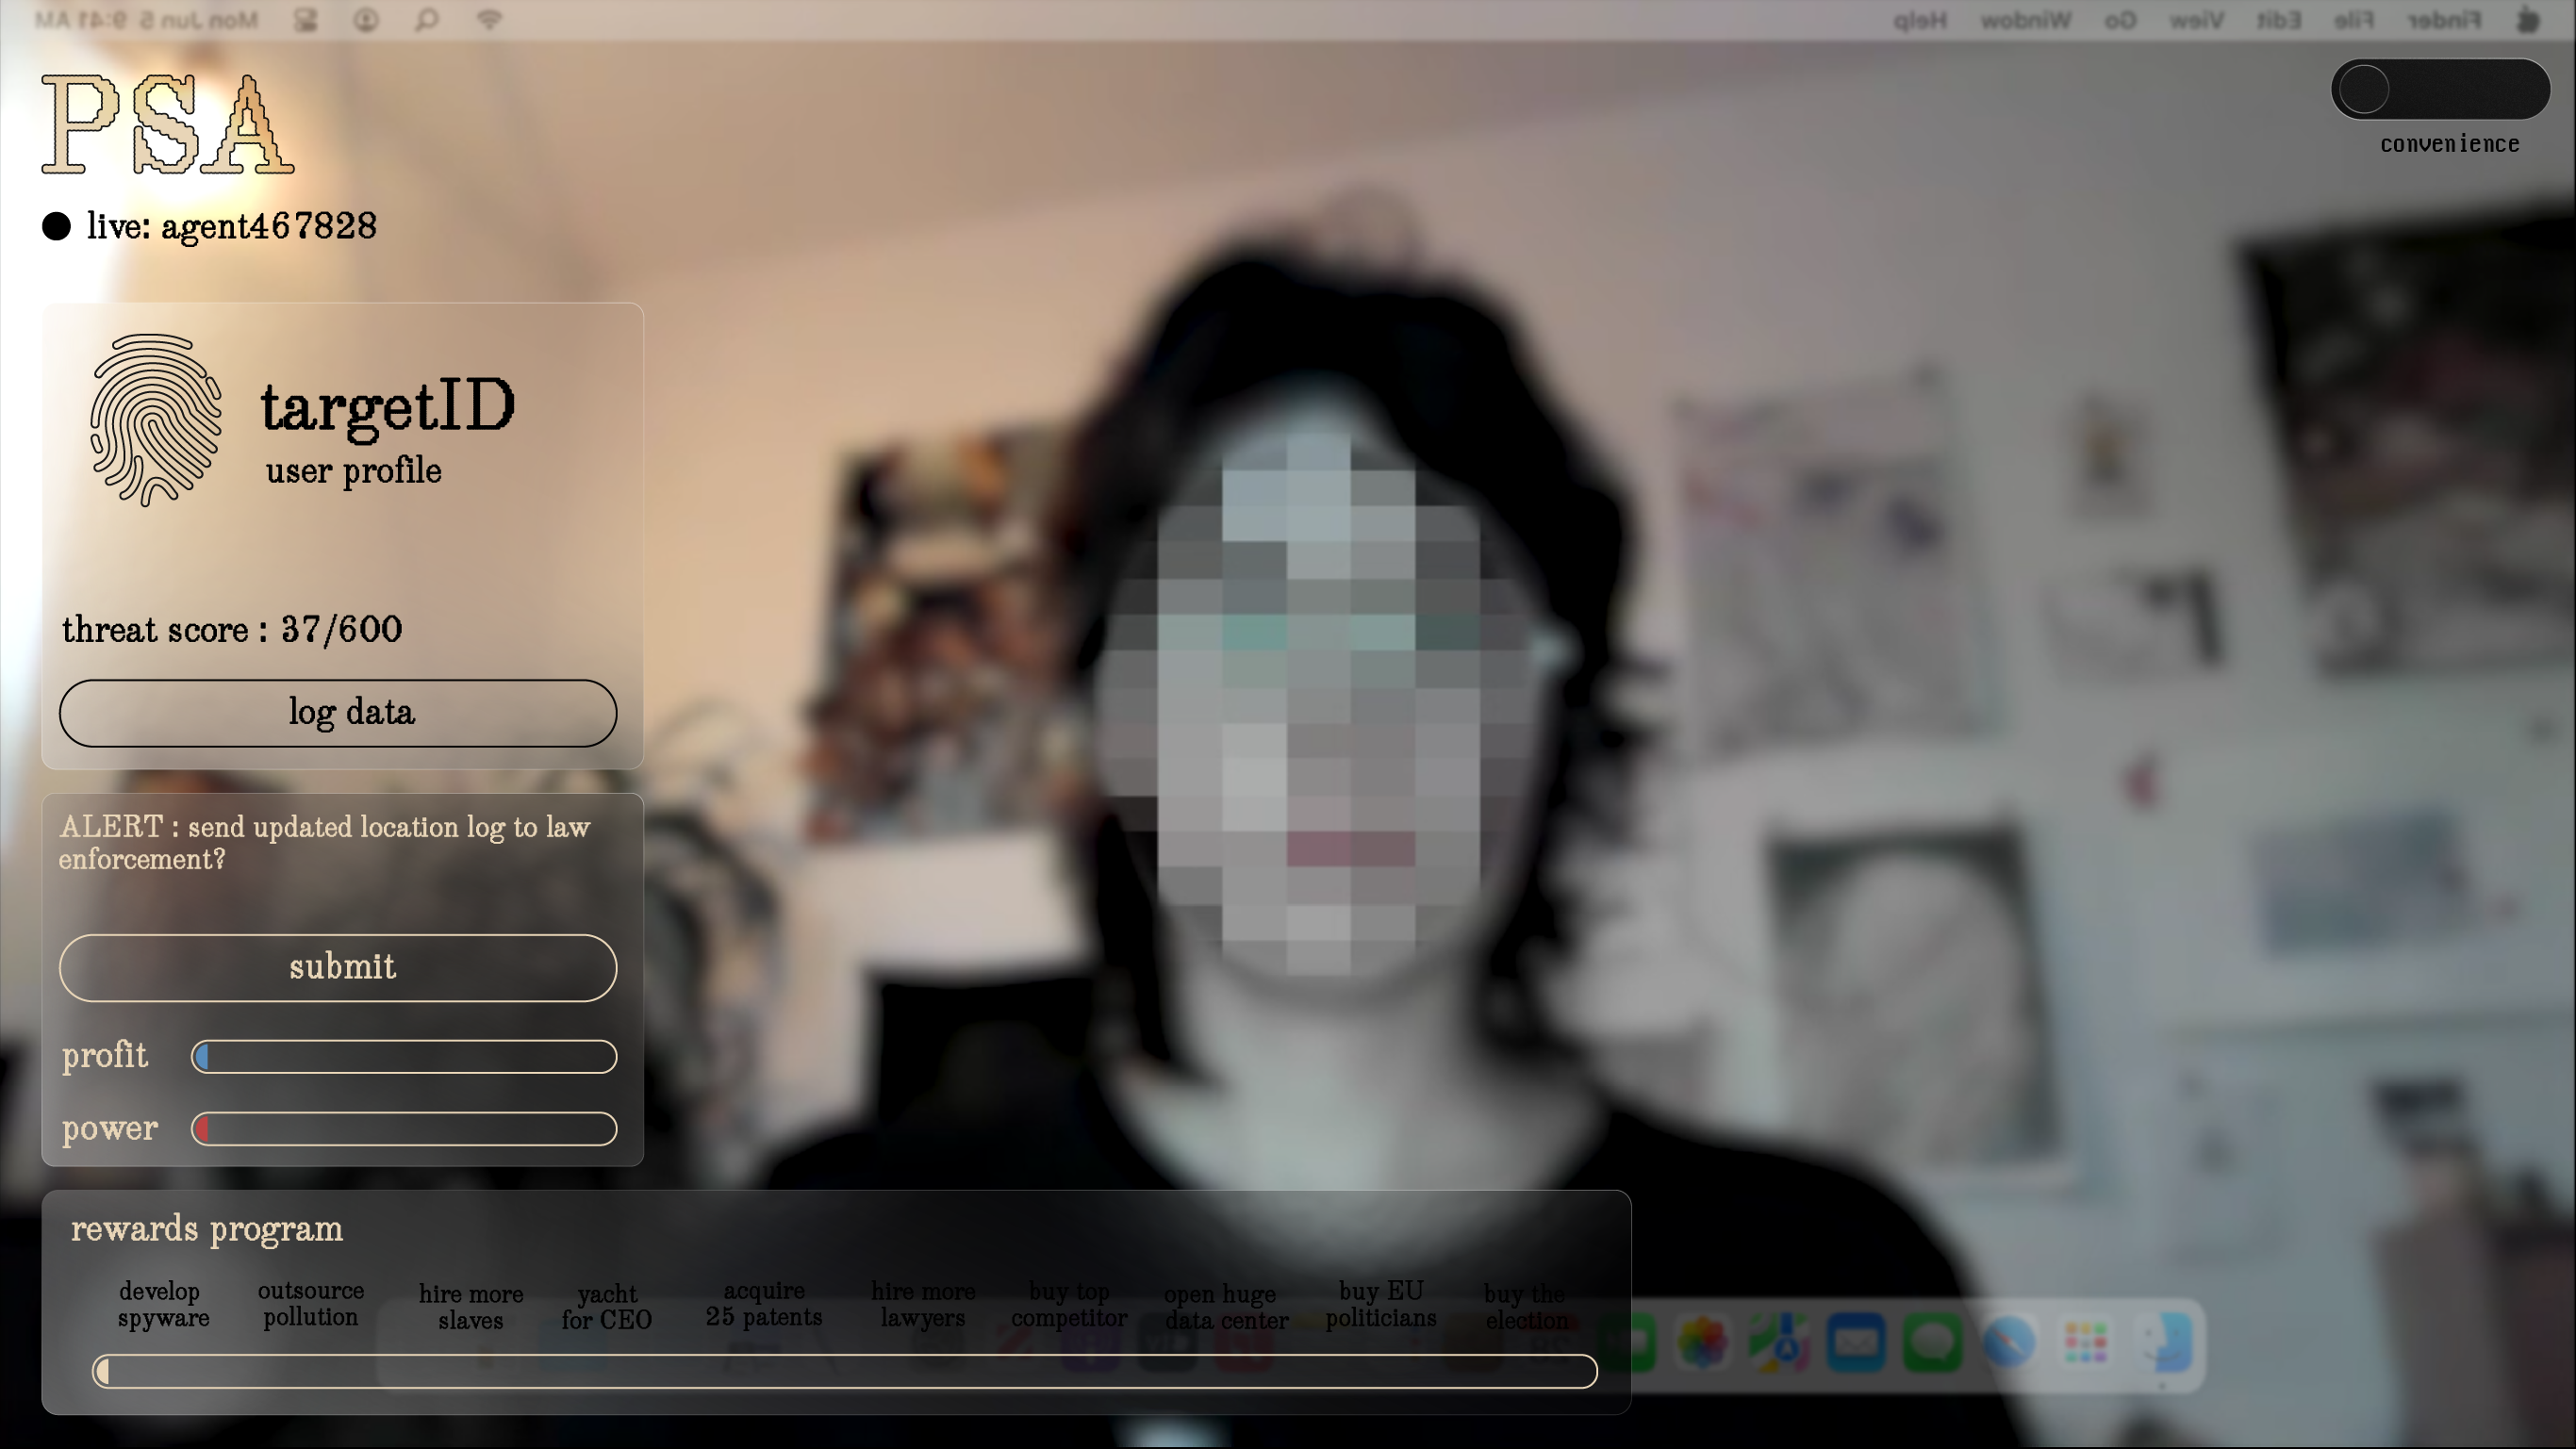 Mon Jun 5 9:41 AM
Help Window Go View Edit File Finder
PSA
convenience
live: agent467828
targetID
user profile
threat score : 37/600
log data
ALERT : send updated location log to law
enforcement?
submit
profit
power
rewards program
develop
spyware
outsource
pollution
hire more
slaves
yacht
for CEO
acquire
25 patents
hire more
lawyers
buy top
competitor
open huge
data center
buy EU
politicians
buy the
election